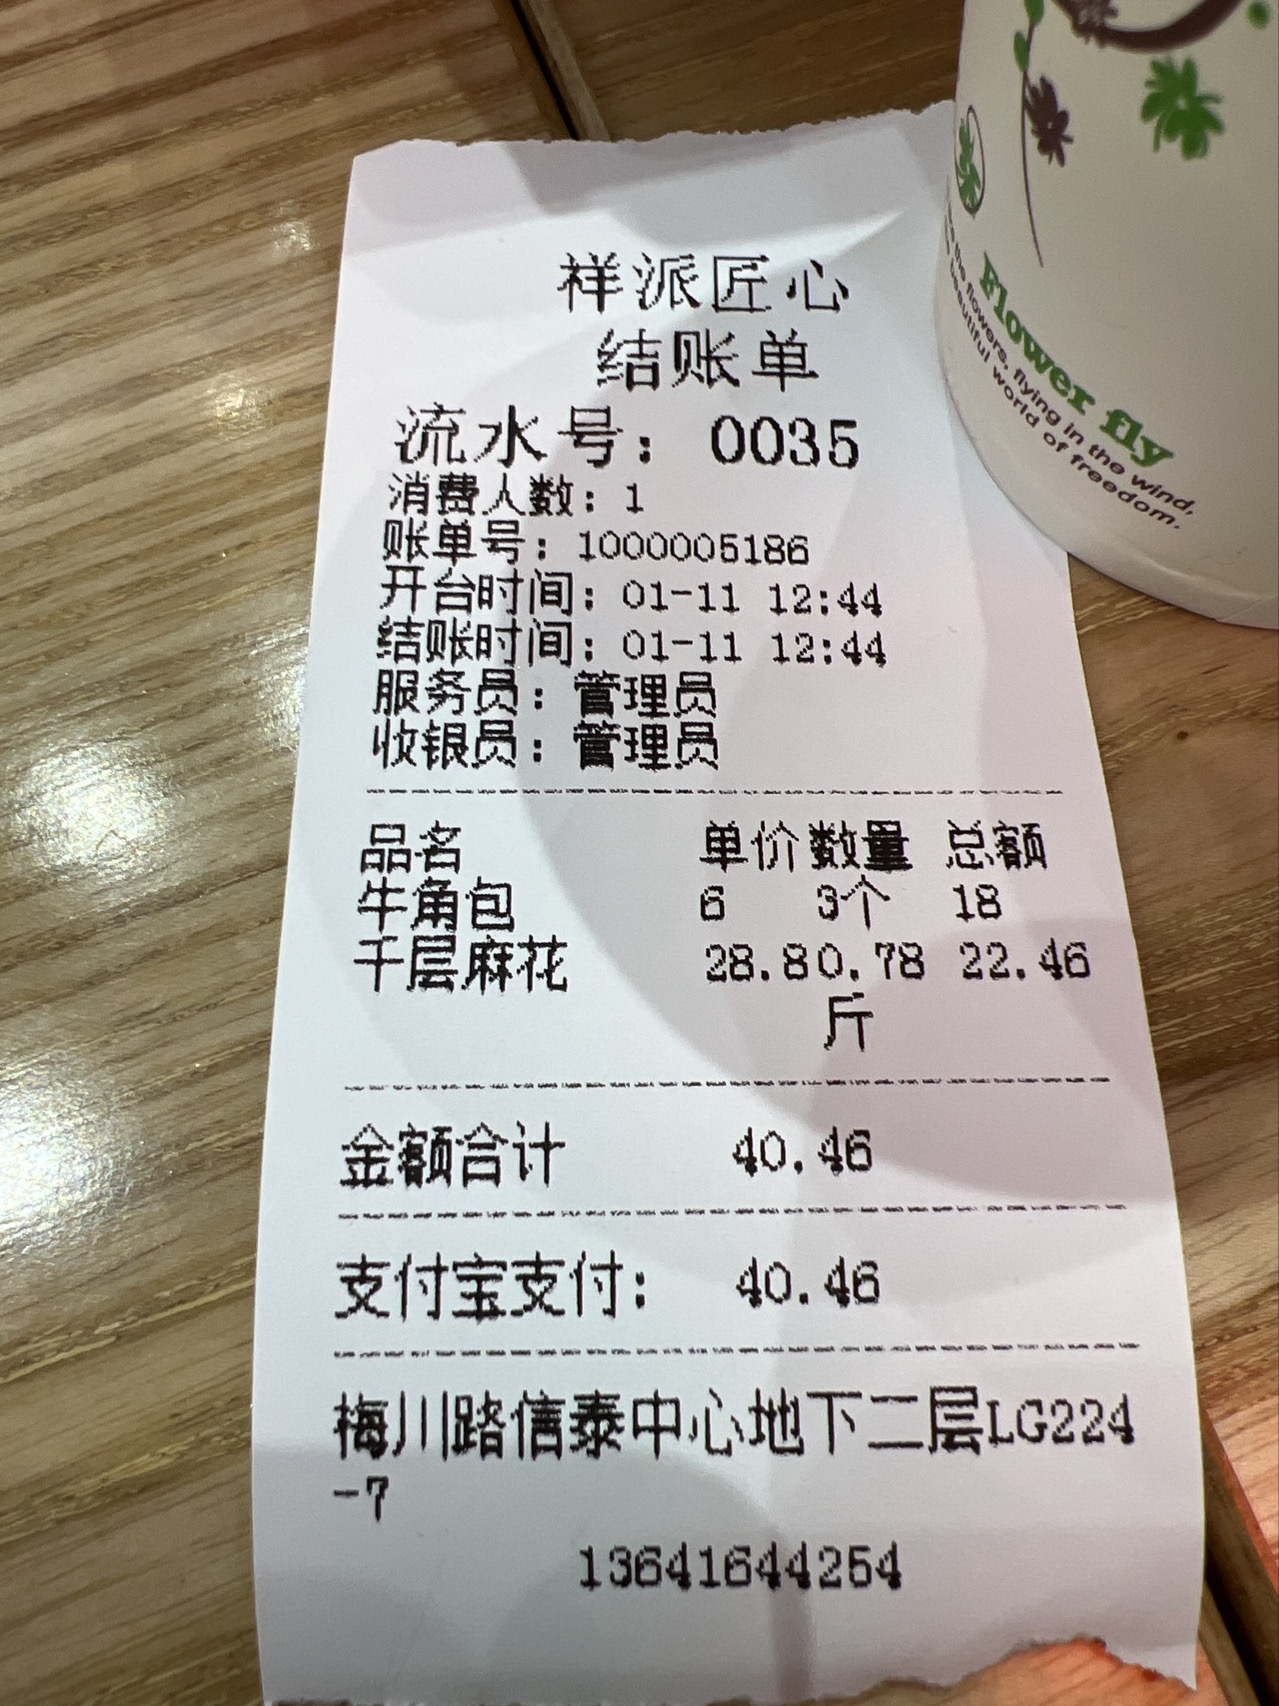 祥派匠心
结账单
流水号：0035
消费人数：1
账单号：1000005186
开台时间：01-11 12:44
结账时间：01-11 12:44
服务员：管理员
收银员：管理员
品名 单价 数量 总额
牛角包 6 3个 18
千层麻花 28.8 0.78 22.46
斤
金额合计 40.46
支付宝支付： 40.46
梅川路信泰中心地下二层LG224
-7
13641644254
Flower fly
the flowers, flying in the wind,
beautiful world of freedom.